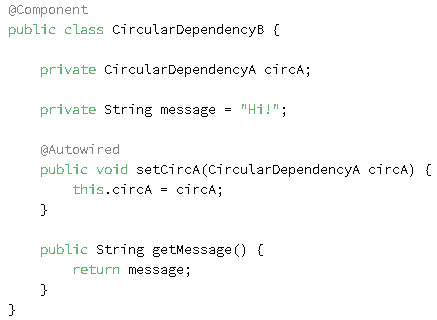 @Component
public class CircularDependencyB {
    private CircularDependencyA circA;
    private String message = "Hi!";
    @Autowired
    public void setCircA(CircularDependencyA circA) {
        this.circA = circA;
    }
    public String getMessage() {
        return message;
    }
}